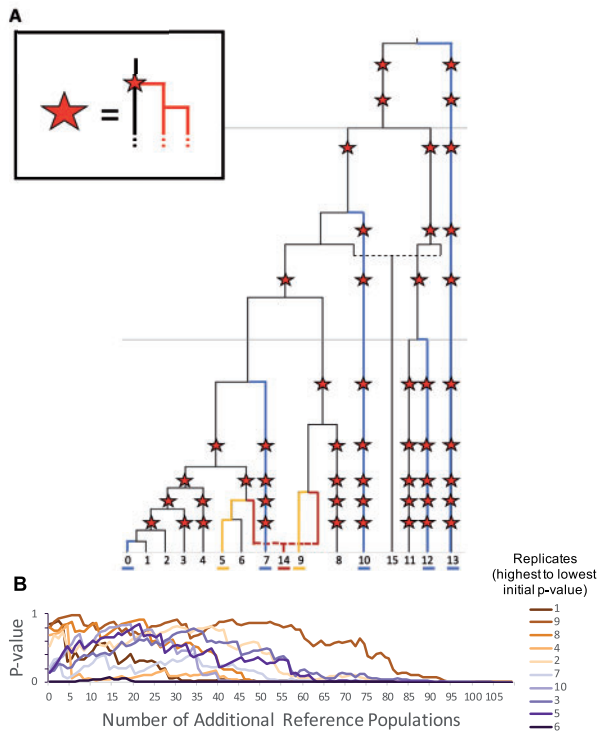 A
=
0 1 2 3 4 5 6 7 14 9 8 10 15 11 12 13
B
Replicates
(highest to lowest
initial p-value)
1
9
8
4
2
7
10
3
5
6
P-value
1
0
0 5 10 15 20 25 30 35 40 45 50 55 60 65 70 75 80 85 90 95 100 105
Number of Additional Reference Populations